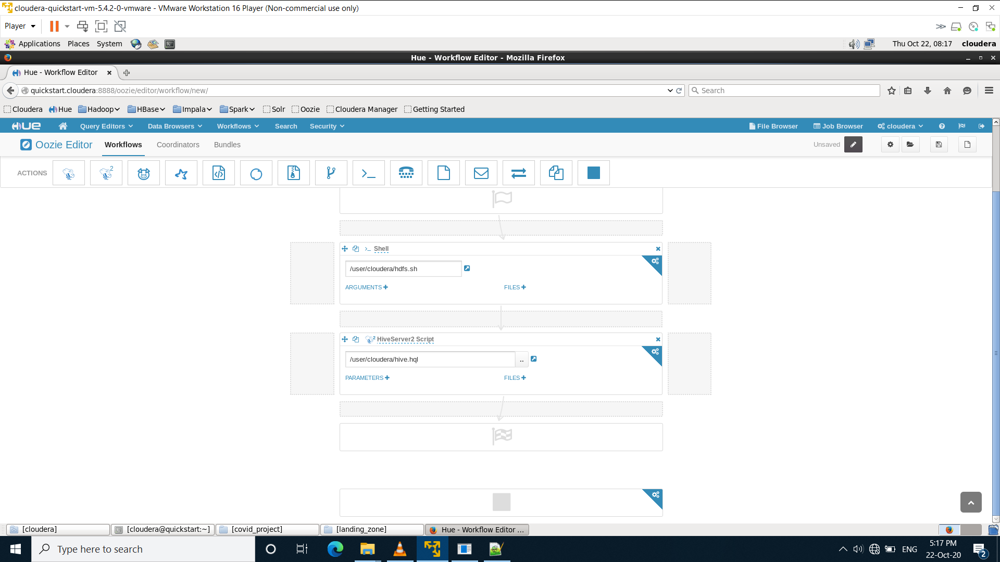 cloudera-quickstart-vm-5.4.2-0-vmware - VMware Workstation 16 Player (Non-commercial use only)
Player
Applications Places System Thu Oct 22, 08:17 cloudera
Hue - Workflow Editor - Mozilla Firefox
Hue - Workflow Editor
quickstart.cloudera:8888/oozie/editor/workflow/new/ Search
Cloudera Hue Hadoop HBase Impala Spark Solr Oozie Cloudera Manager Getting Started
HUE Query Editors Data Browsers Workflows Search Security File Browser Job Browser cloudera
Oozie Editor Workflows Coordinators Bundles Unsaved
ACTIONS 2
Shell
/user/cloudera/hdfs.sh
ARGUMENTS FILES
2 HiveServer2 Script
/user/cloudera/hive.hql ..
PARAMETERS FILES
[cloudera] [cloudera@quickstart:~] [covid_project] [landing_zone] Hue - Workflow Editor ...
Type here to search ENG 5:17 PM
22-Oct-20 2